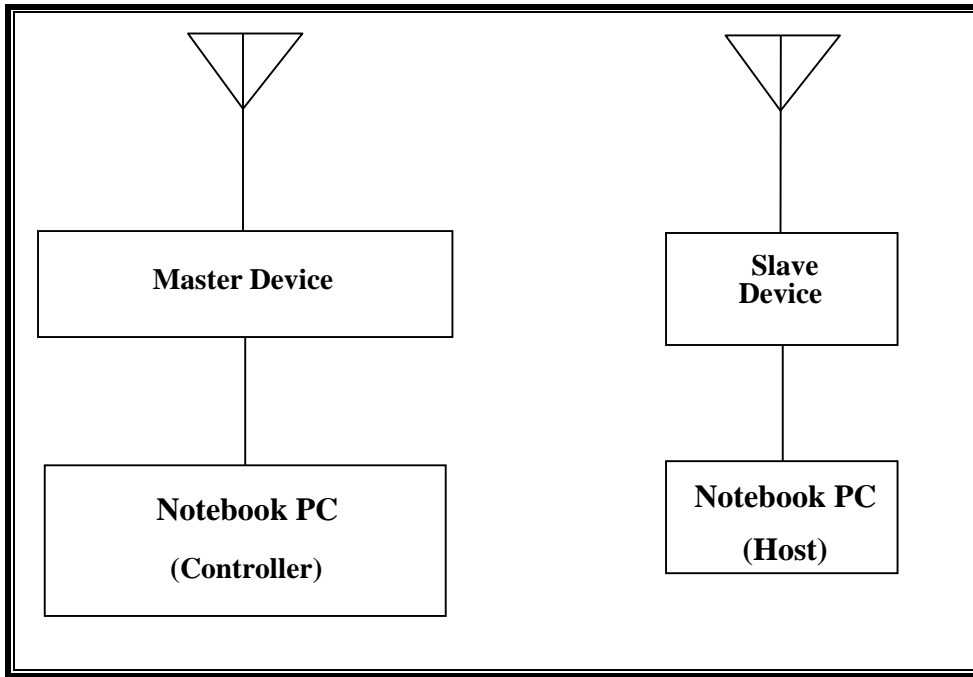 Master Device
Slave
Device
Notebook PC
(Controller)
Notebook PC
(Host)